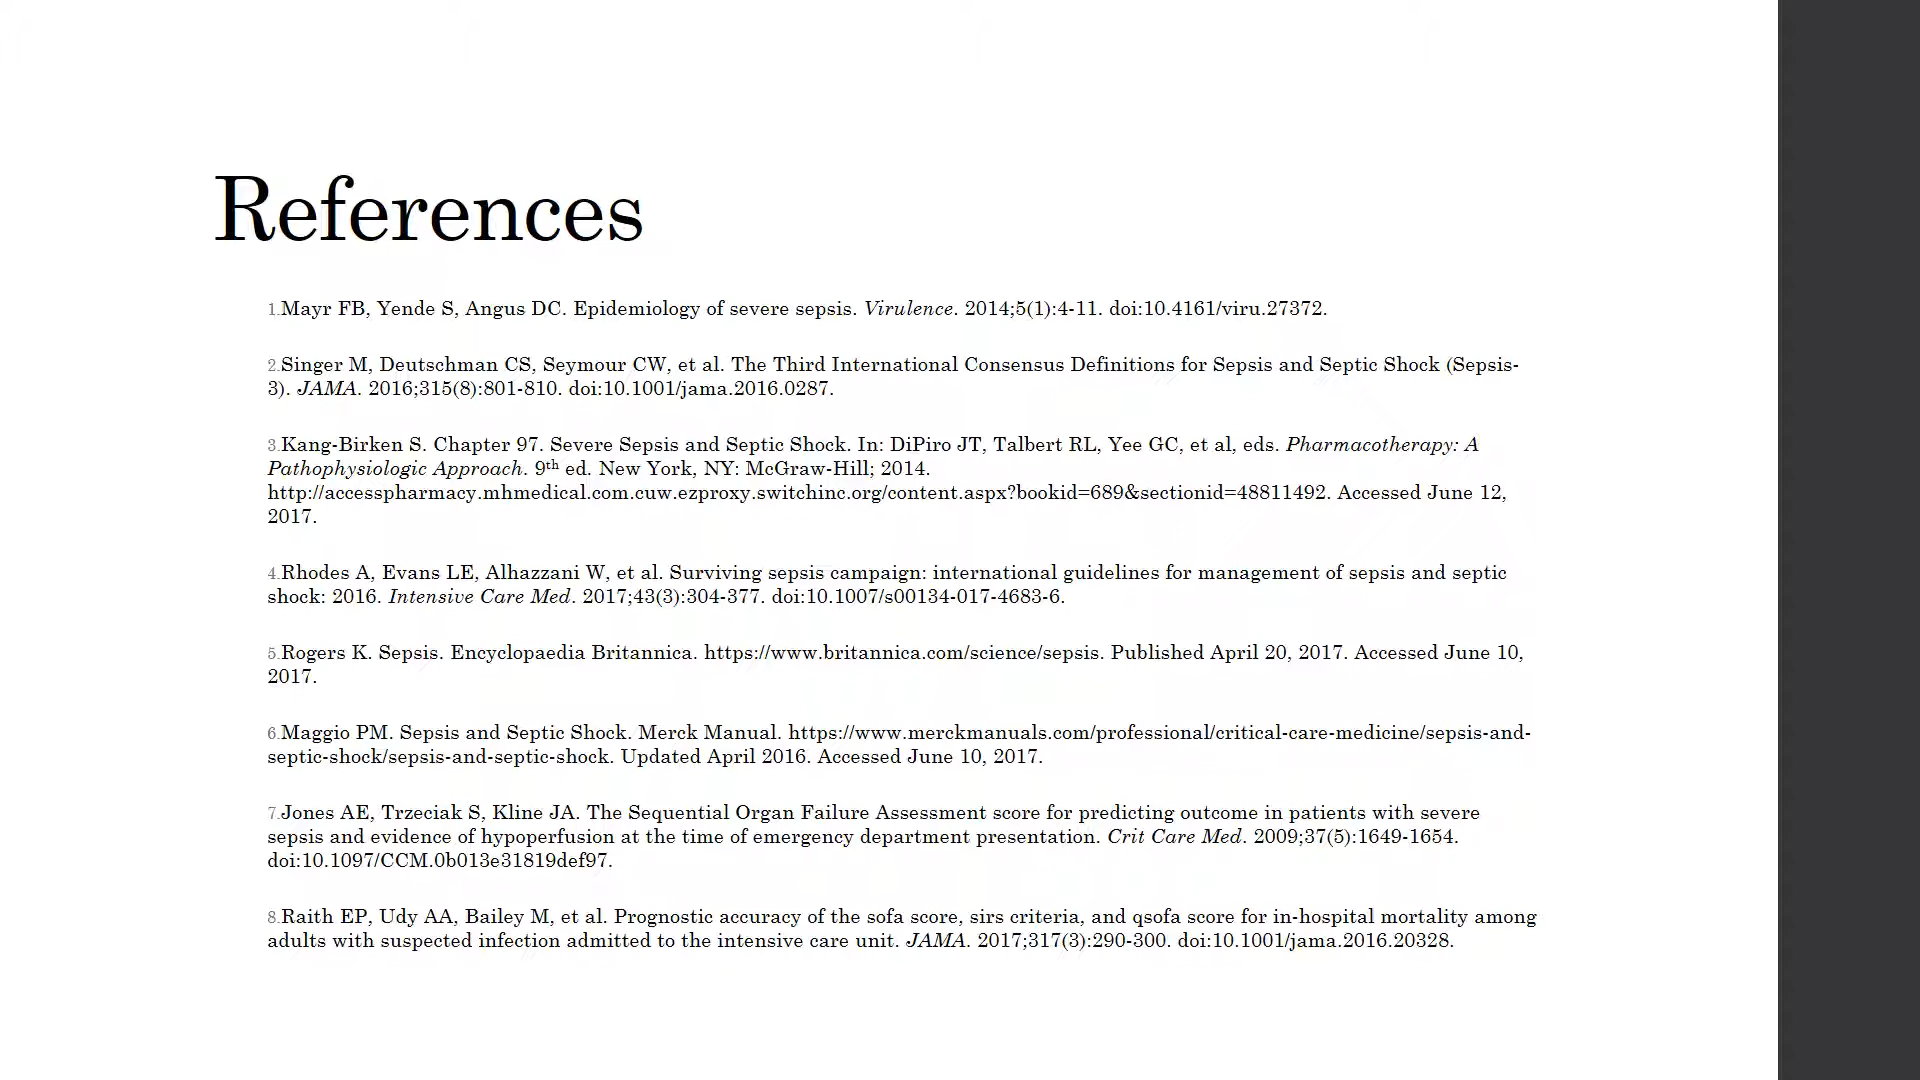 References
1.Mayr FB, Yende S, Angus DC. Epidemiology of severe sepsis. Virulence. 2014;5(1):4-11. doi:10.4161/viru.27372.
2.Singer M, Deutschman CS, Seymour CW, et al. The Third International Consensus Definitions for Sepsis and Septic Shock (Sepsis-
3). JAMA. 2016;315(8):801-810. doi:10.1001/jama.2016.0287.
3.Kang-Birken S. Chapter 97. Severe Sepsis and Septic Shock. In: DiPiro JT, Talbert RL, Yee GC, et al, eds. Pharmacotherapy: A
Pathophysiologic Approach. 9th ed. New York, NY: McGraw-Hill; 2014.
http://accesspharmacy.mhmedical.com.cuw.ezproxy.switchinc.org/content.aspx?bookid=689&sectionid=48811492. Accessed June 12,
2017.
4.Rhodes A, Evans LE, Alhazzani W, et al. Surviving sepsis campaign: international guidelines for management of sepsis and septic
shock: 2016. Intensive Care Med. 2017;43(3):304-377. doi:10.1007/s00134-017-4683-6.
5.Rogers K. Sepsis. Encyclopaedia Britannica. https://www.britannica.com/science/sepsis. Published April 20, 2017. Accessed June 10,
2017.
6.Maggio PM. Sepsis and Septic Shock. Merck Manual. https://www.merckmanuals.com/professional/critical-care-medicine/sepsis-and-
septic-shock/sepsis-and-septic-shock. Updated April 2016. Accessed June 10, 2017.
7.Jones AE, Trzeciak S, Kline JA. The Sequential Organ Failure Assessment score for predicting outcome in patients with severe
sepsis and evidence of hypoperfusion at the time of emergency department presentation. Crit Care Med. 2009;37(5):1649-1654.
doi:10.1097/CCM.0b013e31819def97.
8.Raith EP, Udy AA, Bailey M, et al. Prognostic accuracy of the sofa score, sirs criteria, and qsofa score for in-hospital mortality among
adults with suspected infection admitted to the intensive care unit. JAMA. 2017;317(3):290-300. doi:10.1001/jama.2016.20328.